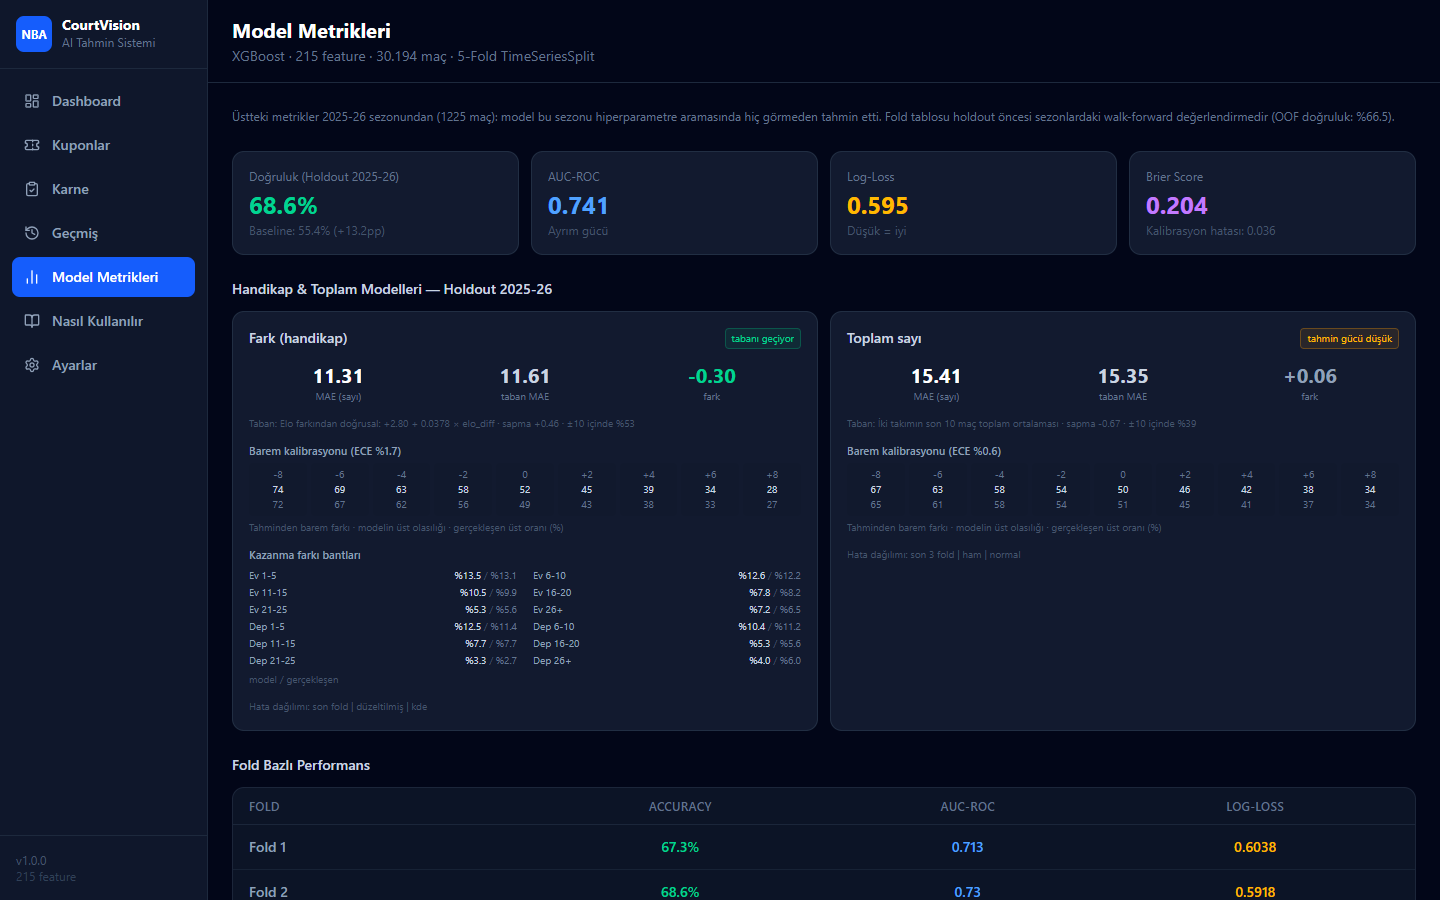 NBA
CourtVision
AI Tahmin Sistemi
Dashboard
Kuponlar
Karne
Geçmiş
Model Metrikleri
Nasıl Kullanılır
Ayarlar
v1.0.0
215 feature
Model Metrikleri
XGBoost · 215 feature · 30.194 maç · 5-Fold TimeSeriesSplit
Üstteki metrikler 2025-26 sezonundan (1225 maç): model bu sezonu hiperparametre aramasında hiç görmeden tahmin etti. Fold tablosu holdout öncesi sezonlardaki walk-forward değerlendirmedir (OOF doğruluk: %66.5).
Doğruluk (Holdout 2025-26)
68.6%
Baseline: 55.4% (+13.2pp)
AUC-ROC
0.741
Ayrım gücü
Log-Loss
0.595
Düşük = iyi
Brier Score
0.204
Kalibrasyon hatası: 0.036
Handikap & Toplam Modelleri — Holdout 2025-26
Fark (handikap) tabanı geçiyor
11.31 11.61 -0.30
MAE (sayı) taban MAE fark
Taban: Elo farkından doğrusal: +2.80 + 0.0378 × elo_diff · sapma +0.46 · ±10 içinde %53
Barem kalibrasyonu (ECE %1.7)
-8 -6 -4 -2 0 +2 +4 +6 +8
74 69 63 58 52 45 39 34 28
72 67 62 56 49 43 38 33 27
Tahminden barem farkı · modelin üst olasılığı · gerçekleşen üst oranı (%)
Kazanma farkı bantları
Ev 1-5 %13.5 / %13.1 Ev 6-10 %12.6 / %12.2
Ev 11-15 %10.5 / %9.9 Ev 16-20 %7.8 / %8.2
Ev 21-25 %5.3 / %5.6 Ev 26+ %7.2 / %6.5
Dep 1-5 %12.5 / %11.4 Dep 6-10 %10.4 / %11.2
Dep 11-15 %7.7 / %7.7 Dep 16-20 %5.3 / %5.6
Dep 21-25 %3.3 / %2.7 Dep 26+ %4.0 / %6.0
model / gerçekleşen
Hata dağılımı: son fold | düzeltilmiş | kde
Toplam sayı tahmin gücü düşük
15.41 15.35 +0.06
MAE (sayı) taban MAE fark
Taban: İki takımın son 10 maç toplam ortalaması · sapma -0.67 · ±10 içinde %39
Barem kalibrasyonu (ECE %0.6)
-8 -6 -4 -2 0 +2 +4 +6 +8
67 63 58 54 50 46 42 38 34
65 61 58 54 51 45 41 37 34
Tahminden barem farkı · modelin üst olasılığı · gerçekleşen üst oranı (%)
Hata dağılımı: son 3 fold | ham | normal
Fold Bazlı Performans
FOLD ACCURACY AUC-ROC LOG-LOSS
Fold 1 67.3% 0.713 0.6038
Fold 2 68.6% 0.73 0.5918